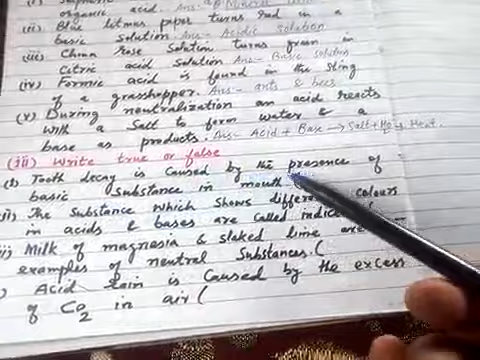 organic acid. Ans:
(ii) Blue litmus paper turns red in a
basic solution. Ans- Acidic solution
(iii) China rose solution turns green in
Citric acid solution Ans- Basic solution
(iv) Formic acid is found in the sting
of a grasshopper. Ans- ants & bees
(v) During neutralization an acid reacts
with a Salt to form water & a
base as products. Ans- Acid + Base → Salt + H2O + Heat.
(iii) Write true or false
(i) Tooth decay is Caused by the presence of
basic Substance in mouth
ii) The Substance which shows colours
in acids & bases are called
ii) Milk of magnesia & slaked lime are
examples of neutral Substances. (
) Acid rain is Caused by the excess
of CO2 in air (